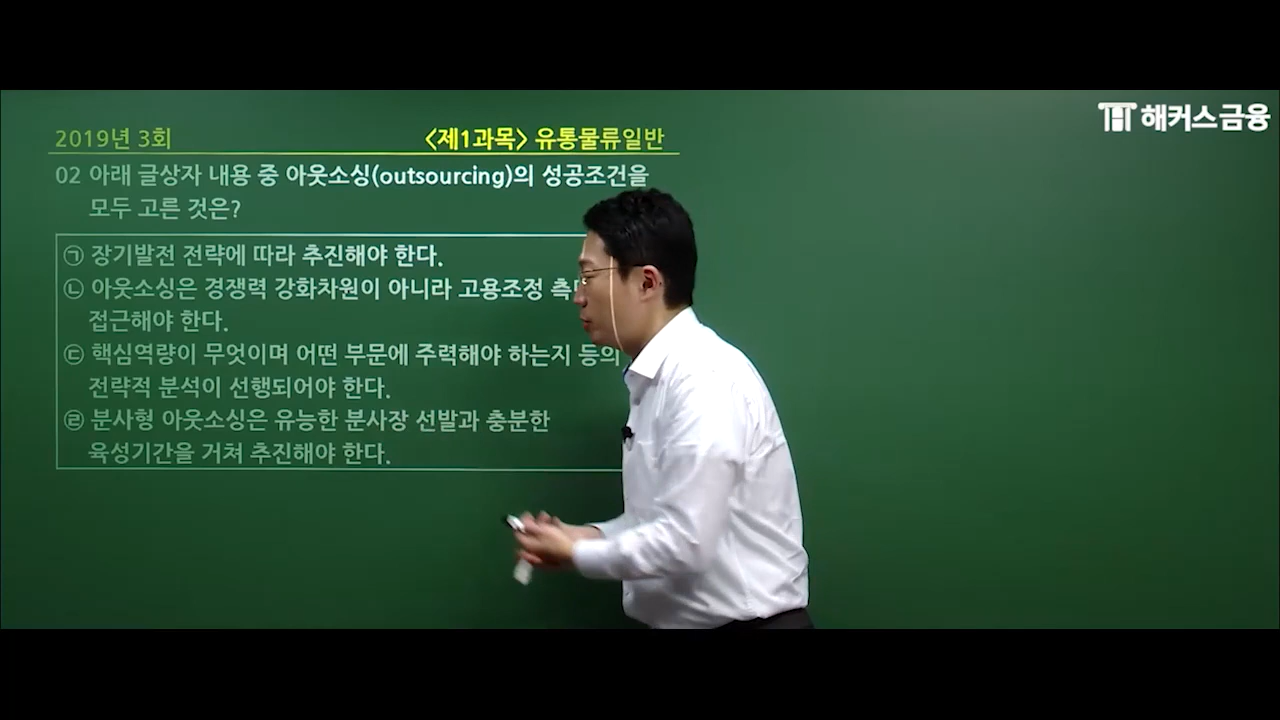 해커스금융
2019년 3회 <제1과목> 유통물류일반
02 아래 글상자 내용 중 아웃소싱(outsourcing)의 성공조건을
모두 고른 것은?
㉠ 장기발전 전략에 따라 추진해야 한다.
㉡ 아웃소싱은 경쟁력 강화차원이 아니라 고용조정
접근해야 한다.
㉢ 핵심역량이 무엇이며 어떤 부문에 주력해야 하는지 등의
전략적 분석이 선행되어야 한다.
㉣ 분사형 아웃소싱은 유능한 분사장 선발과 충분한
육성기간을 거쳐 추진해야 한다.